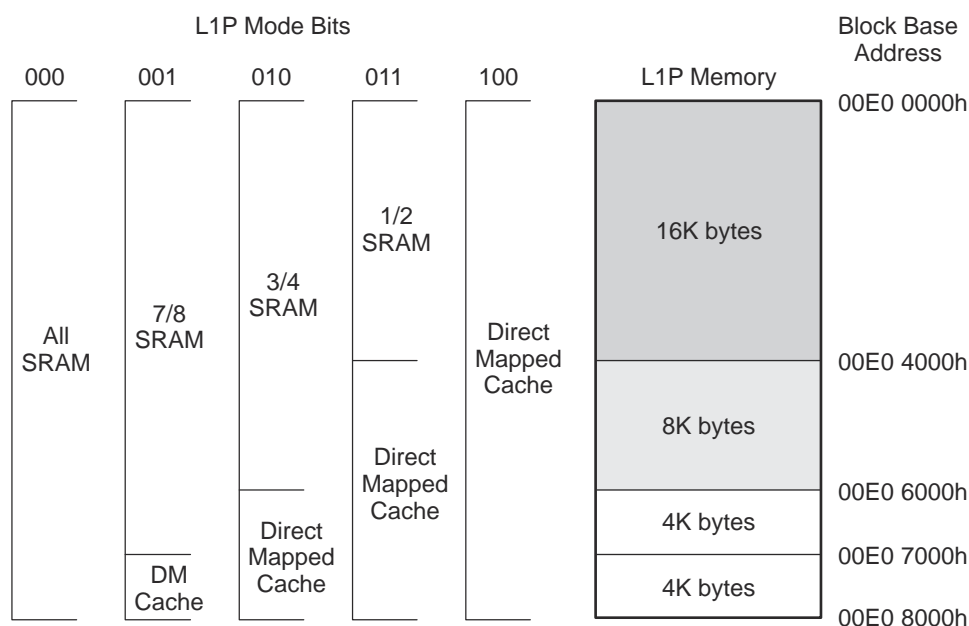 L1P Mode Bits
Block Base
Address
000 001 010 011 100 L1P Memory
00E0 0000h
1/2
SRAM
16K bytes
3/4
SRAM
7/8
SRAM
All
SRAM
Direct
Mapped
Cache
00E0 4000h
8K bytes
Direct
Mapped
Cache
00E0 6000h
4K bytes
Direct
Mapped
Cache
00E0 7000h
DM
Cache
4K bytes
00E0 8000h